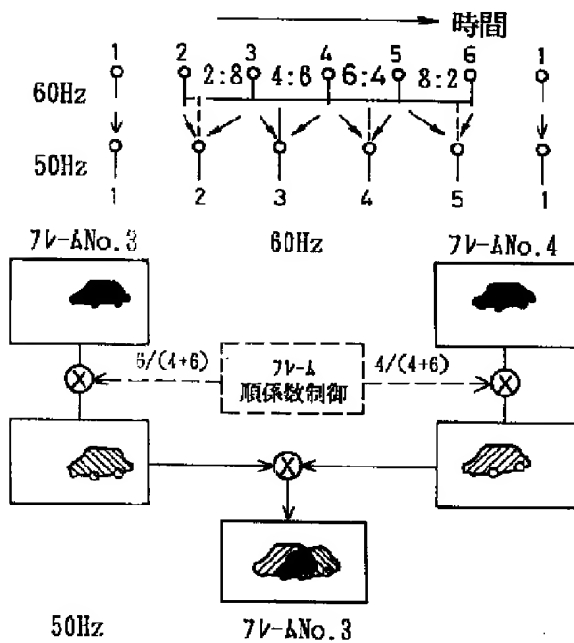 時間
1 2 3 4 5 6 1
2:8 4:6 6:4 8:2
60Hz
50Hz
1 2 3 4 5 1
フレームNo.3 60Hz フレームNo.4
6/(4+6) フレーム 4/(4+6)
順係数制御
50Hz フレームNo.3